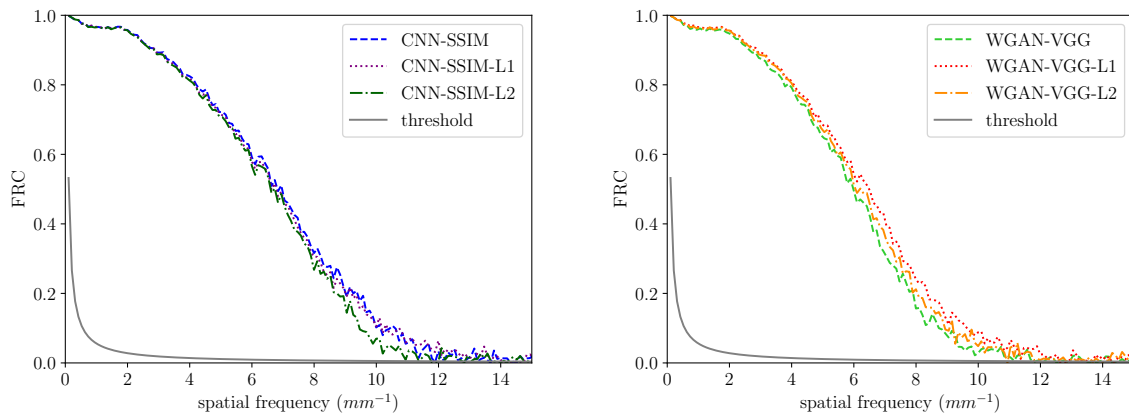 1.0
0.8
0.6
0.4
0.2
0.0
FRC
0 2 4 6 8 10 12 14
spatial frequency (mm⁻¹)
CNN-SSIM
CNN-SSIM-L1
CNN-SSIM-L2
threshold
1.0
0.8
0.6
0.4
0.2
0.0
FRC
0 2 4 6 8 10 12 14
spatial frequency (mm⁻¹)
WGAN-VGG
WGAN-VGG-L1
WGAN-VGG-L2
threshold